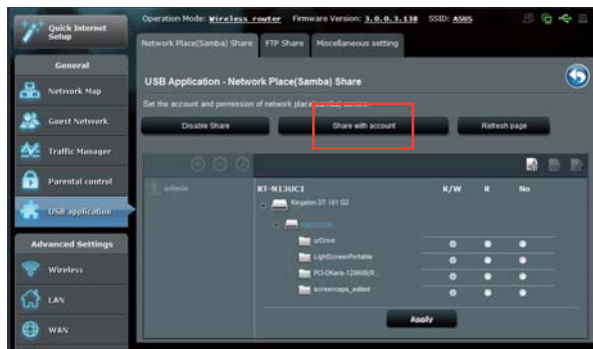 Quick Internet
Setup
Operation Mode: Wireless router Firmware Version: 3.0.0.3.138 SSID: ASUS
Network Place(Samba) Share FTP Share Miscellaneous setting
General
Network Map
Guest Network
Traffic Manager
Parental control
USB application
Advanced Settings
Wireless
LAN
WAN
USB Application - Network Place(Samba) Share
Set the account and permission of network place(samba) service
Disable Share Share with account Refresh page
admin
RT-N13UC1 R/W R No
Kingston DT 101 G2
urDrive
LightScreenPortable
screencaps_edited
Apply